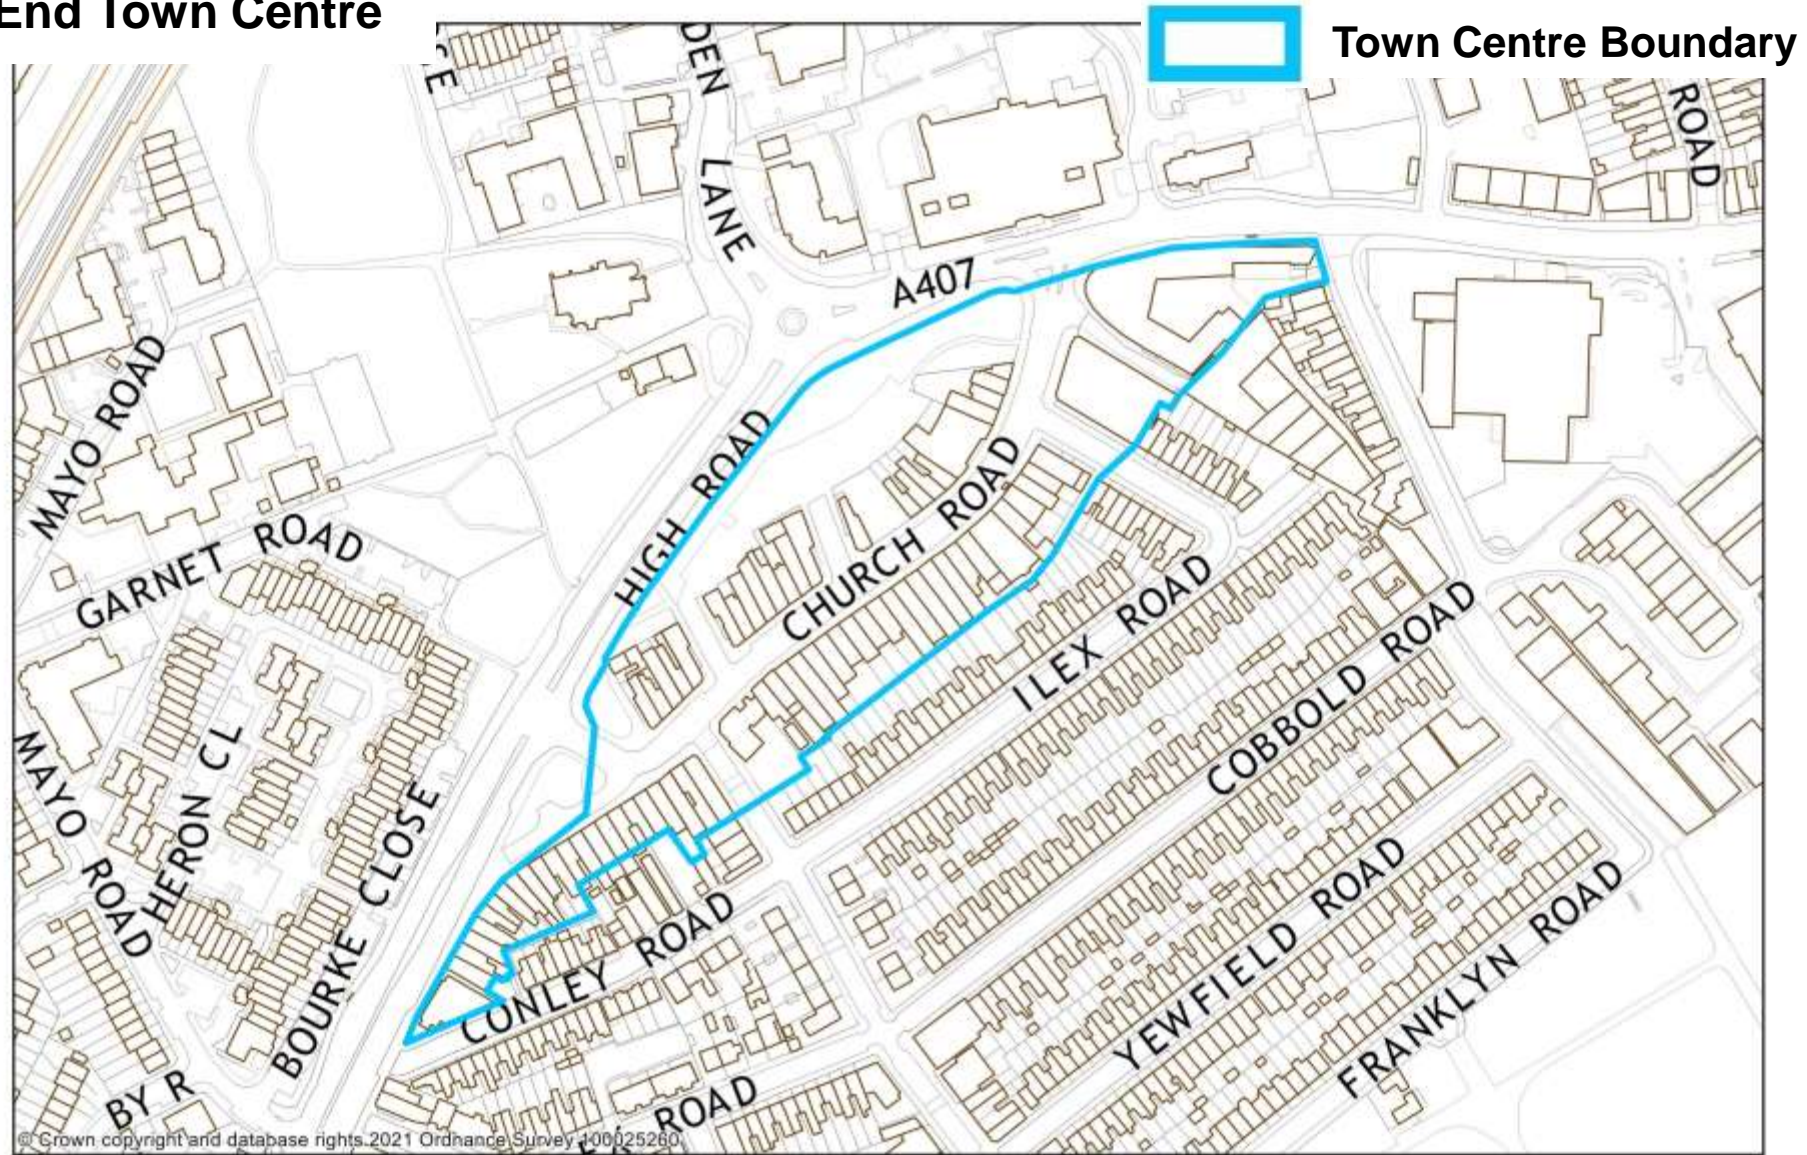 End Town Centre
Town Centre Boundary
DEN LANE
ROAD
A407
MAYO ROAD
HIGH ROAD
CHURCH ROAD
GARNET ROAD
ILEX ROAD
COBBOLD ROAD
HERON CL
MAYO ROAD
BOURKE CLOSE
CONLEY ROAD
YEWFIELD ROAD
FRANKLYN ROAD
BY R
ROAD
© Crown copyright and database rights 2021 Ordnance Survey 100025260